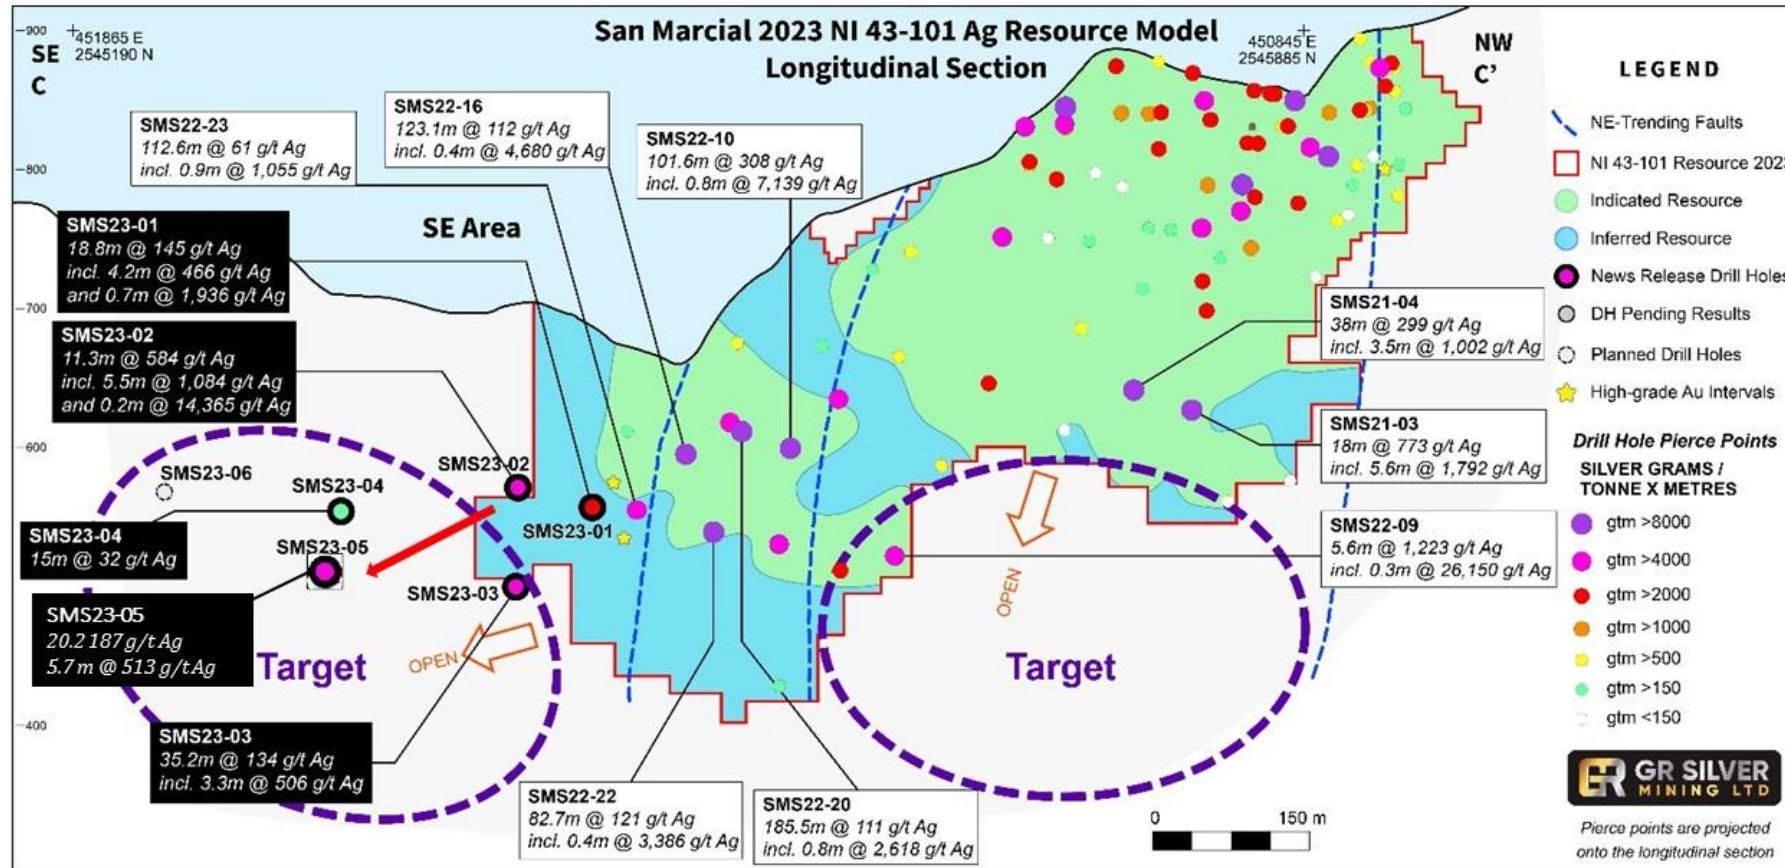 San Marcial 2023 NI 43-101 Ag Resource Model
Longitudinal Section
900
451865 E
2545190 N
SE
C
450845 E
2545885 N
NW
C'
800
700
600
400
SE Area
SMS22-23
112.6m @ 61 g/t Ag
incl. 0.9m @ 1,055 g/t Ag
SMS22-16
123.1m @ 112 g/t Ag
incl. 0.4m @ 4,680 g/t Ag
SMS22-10
101.6m @ 308 g/t Ag
incl. 0.8m @ 7,139 g/t Ag
SMS23-01
18.8m @ 145 g/t Ag
incl. 4.2m @ 466 g/t Ag
and 0.7m @ 1,936 g/t Ag
SMS23-02
11.3m @ 584 g/t Ag
incl. 5.5m @ 1,084 g/t Ag
and 0.2m @ 14,365 g/t Ag
SMS21-04
38m @ 299 g/t Ag
incl. 3.5m @ 1,002 g/t Ag
SMS21-03
18m @ 773 g/t Ag
incl. 5.6m @ 1,792 g/t Ag
SMS22-09
5.6m @ 1,223 g/t Ag
incl. 0.3m @ 26,150 g/t Ag
SMS23-06
SMS23-04
SMS23-02
SMS23-01
SMS23-05
SMS23-03
SMS23-04
15m @ 32 g/t Ag
SMS23-05
20.2 187 g/t Ag
5.7 m @ 513 g/t Ag
Target
OPEN
OPEN
Target
SMS23-03
35.2m @ 134 g/t Ag
incl. 3.3m @ 506 g/t Ag
SMS22-22
82.7m @ 121 g/t Ag
incl. 0.4m @ 3,386 g/t Ag
SMS22-20
185.5m @ 111 g/t Ag
incl. 0.8m @ 2,618 g/t Ag
0 150 m
LEGEND
NE-Trending Faults
NI 43-101 Resource 2023
Indicated Resource
Inferred Resource
News Release Drill Holes
DH Pending Results
Planned Drill Holes
High-grade Au Intervals
Drill Hole Pierce Points
SILVER GRAMS /
TONNE X METRES
gtm >8000
gtm >4000
gtm >2000
gtm >1000
gtm >500
gtm >150
gtm <150
GR SILVER
MINING LTD
Pierce points are projected
onto the longitudinal section